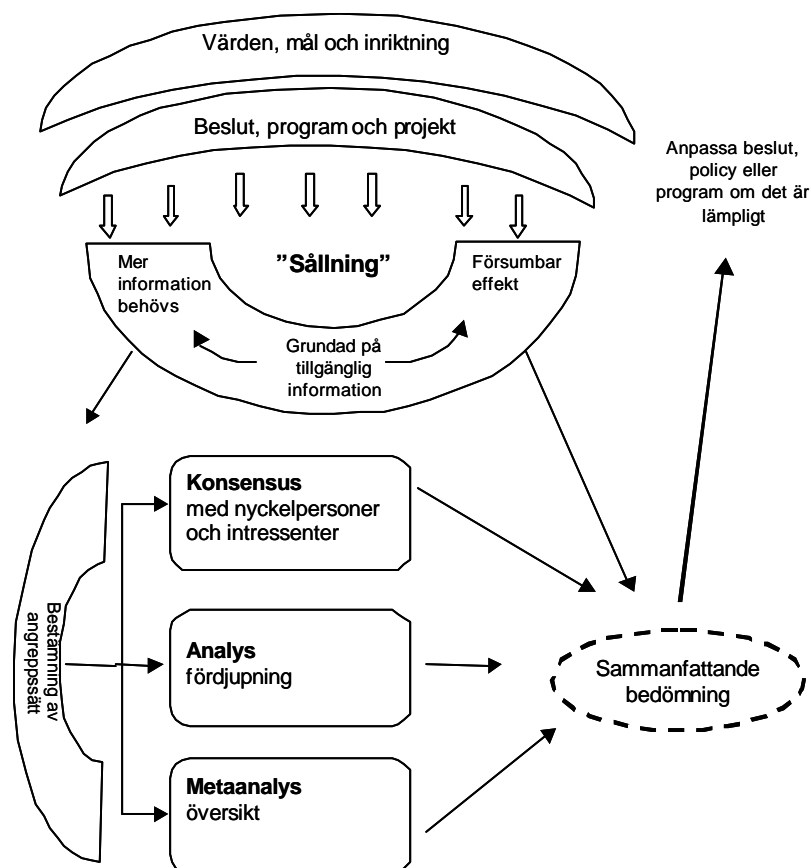 Värden, mål och inriktning
Beslut, program och projekt
Anpassa beslut,
policy eller
program om det är
lämpligt
"Sållning"
Mer
information
behövs
Försumbar
effekt
Grundad på
tillgänglig
information
Bestämning av
angreppssätt
Konsensus
med nyckelpersoner
och intressenter
Analys
fördjupning
Metaanalys
översikt
Sammanfattande
bedömning